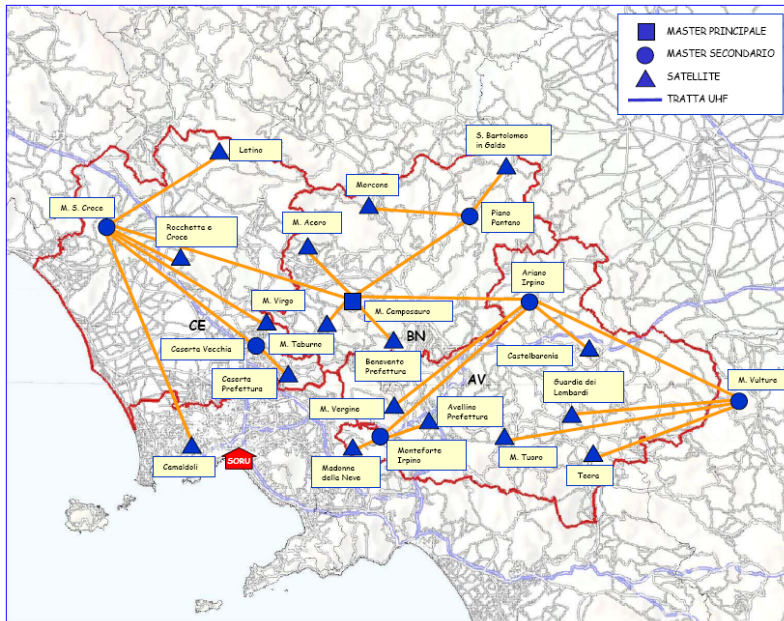 MASTER PRINCIPALE
MASTER SECONDARIO
SATELLITE
TRATTA UHF
Letino
S. Bartolomeo
in Galdo
Morcone
M. S. Croce
Rocchetta e
Croce
M. Acero
Piano
Pantano
Ariano
Irpino
M. Virgo
M. Camposauro
CE
BN
Caserta Vecchia
M. Taburno
Benevento
Prefettura
Castelbaronia
Caserta
Prefettura
AV
Guardia dei
Lombardi
M. Vulture
M. Vergine
Avellino
Prefettura
Camaldoli
SORU
Madonna
della Neve
Monteforte
Irpino
M. Tuoro
Teora